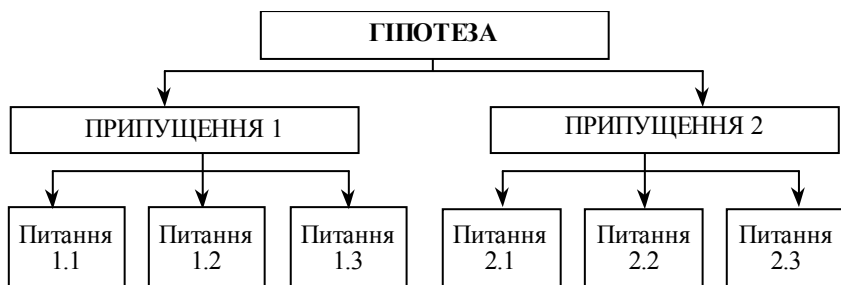 ГІПОТЕЗА
ПРИПУЩЕННЯ 1
ПРИПУЩЕННЯ 2
Питання
1.1
Питання
1.2
Питання
1.3
Питання
2.1
Питання
2.2
Питання
2.3